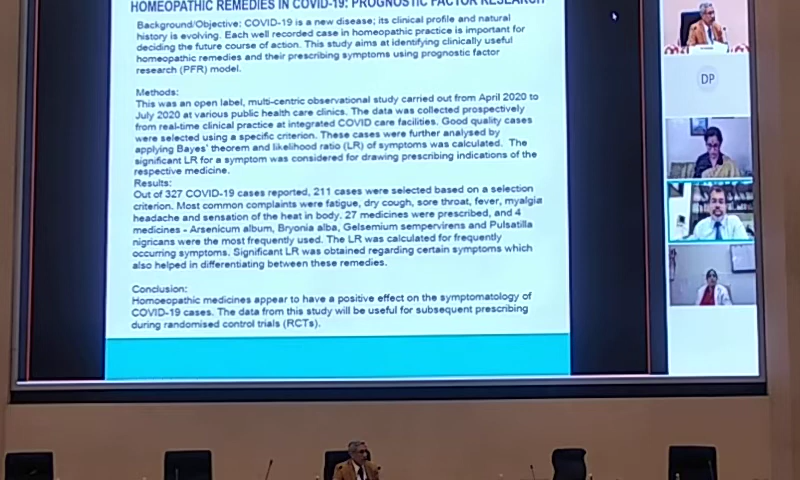 HOMEOPATHIC REMEDIES IN COVID-19: PROGNOSTIC FACTOR RESEARCH
Background/Objective: COVID-19 is a new disease; its clinical profile and natural
history is evolving. Each well recorded case in homeopathic practice is important for
deciding the future course of action. This study aims at identifying clinically useful
homeopathic remedies and their prescribing symptoms using prognostic factor
research (PFR) model.
Methods:
This was an open label, multi-centric observational study carried out from April 2020 to
July 2020 at various public health care clinics. The data was collected prospectively
from real-time clinical practice at integrated COVID care facilities. Good quality cases
were selected using a specific criterion. These cases were further analysed by
applying Bayes' theorem and likelihood ratio (LR) of symptoms was calculated. The
significant LR for a symptom was considered for drawing prescribing indications of the
respective medicine.
Results:
Out of 327 COVID-19 cases reported, 211 cases were selected based on a selection
criterion. Most common complaints were fatigue, dry cough, sore throat, fever, myalgia
headache and sensation of the heat in body. 27 medicines were prescribed, and 4
medicines - Arsenicum album, Bryonia alba, Gelsemium sempervirens and Pulsatilla
nigricans were the most frequently used. The LR was calculated for frequently
occurring symptoms. Significant LR was obtained regarding certain symptoms which
also helped in differentiating between these remedies.
Conclusion:
Homoeopathic medicines appear to have a positive effect on the symptomatology of
COVID-19 cases. The data from this study will be useful for subsequent prescribing
during randomised control trials (RCTs).
DP